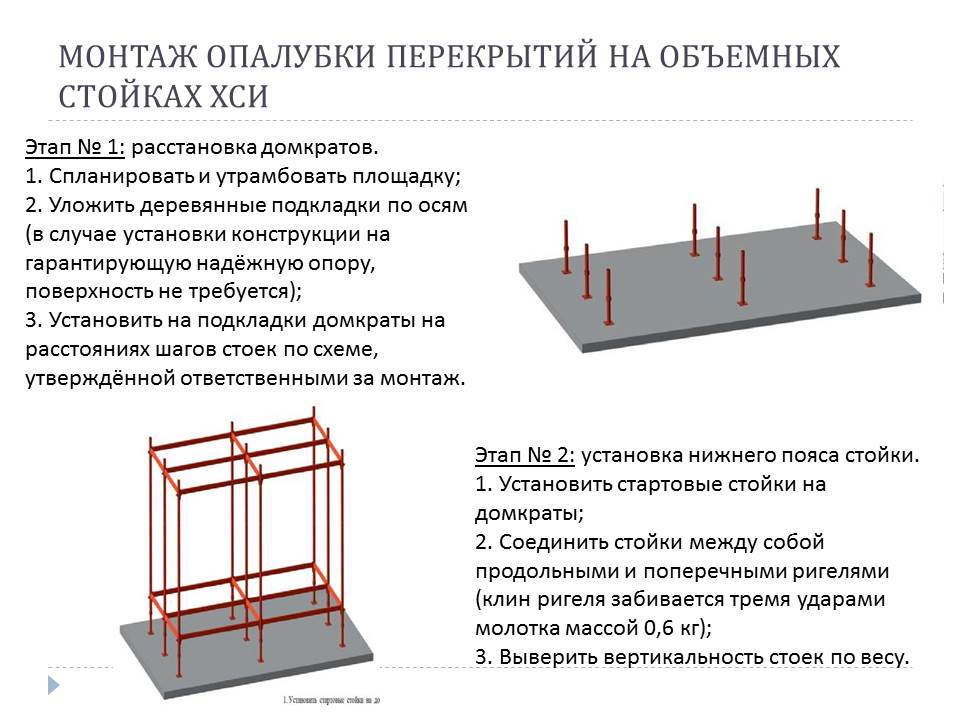 МОНТАЖ ОПАЛУБКИ ПЕРЕКРЫТИЙ НА ОБЪЕМНЫХ
СТОЙКАХ ХСИ
Этап № 1: расстановка домкратов.
1. Спланировать и утрамбовать площадку;
2. Уложить деревянные подкладки по осям
(в случае установки конструкции на
гарантирующую надёжную опору,
поверхность не требуется);
3. Установить на подкладки домкраты на
расстояниях шагов стоек по схеме,
утверждённой ответственными за монтаж.
Этап № 2: установка нижнего пояса стойки.
1. Установить стартовые стойки на
домкраты;
2. Соединить стойки между собой
продольными и поперечными ригелями
(клин ригеля забивается тремя ударами
молотка массой 0,6 кг);
3. Выверить вертикальность стоек по весу.
1.Установить стартовые стойки на до